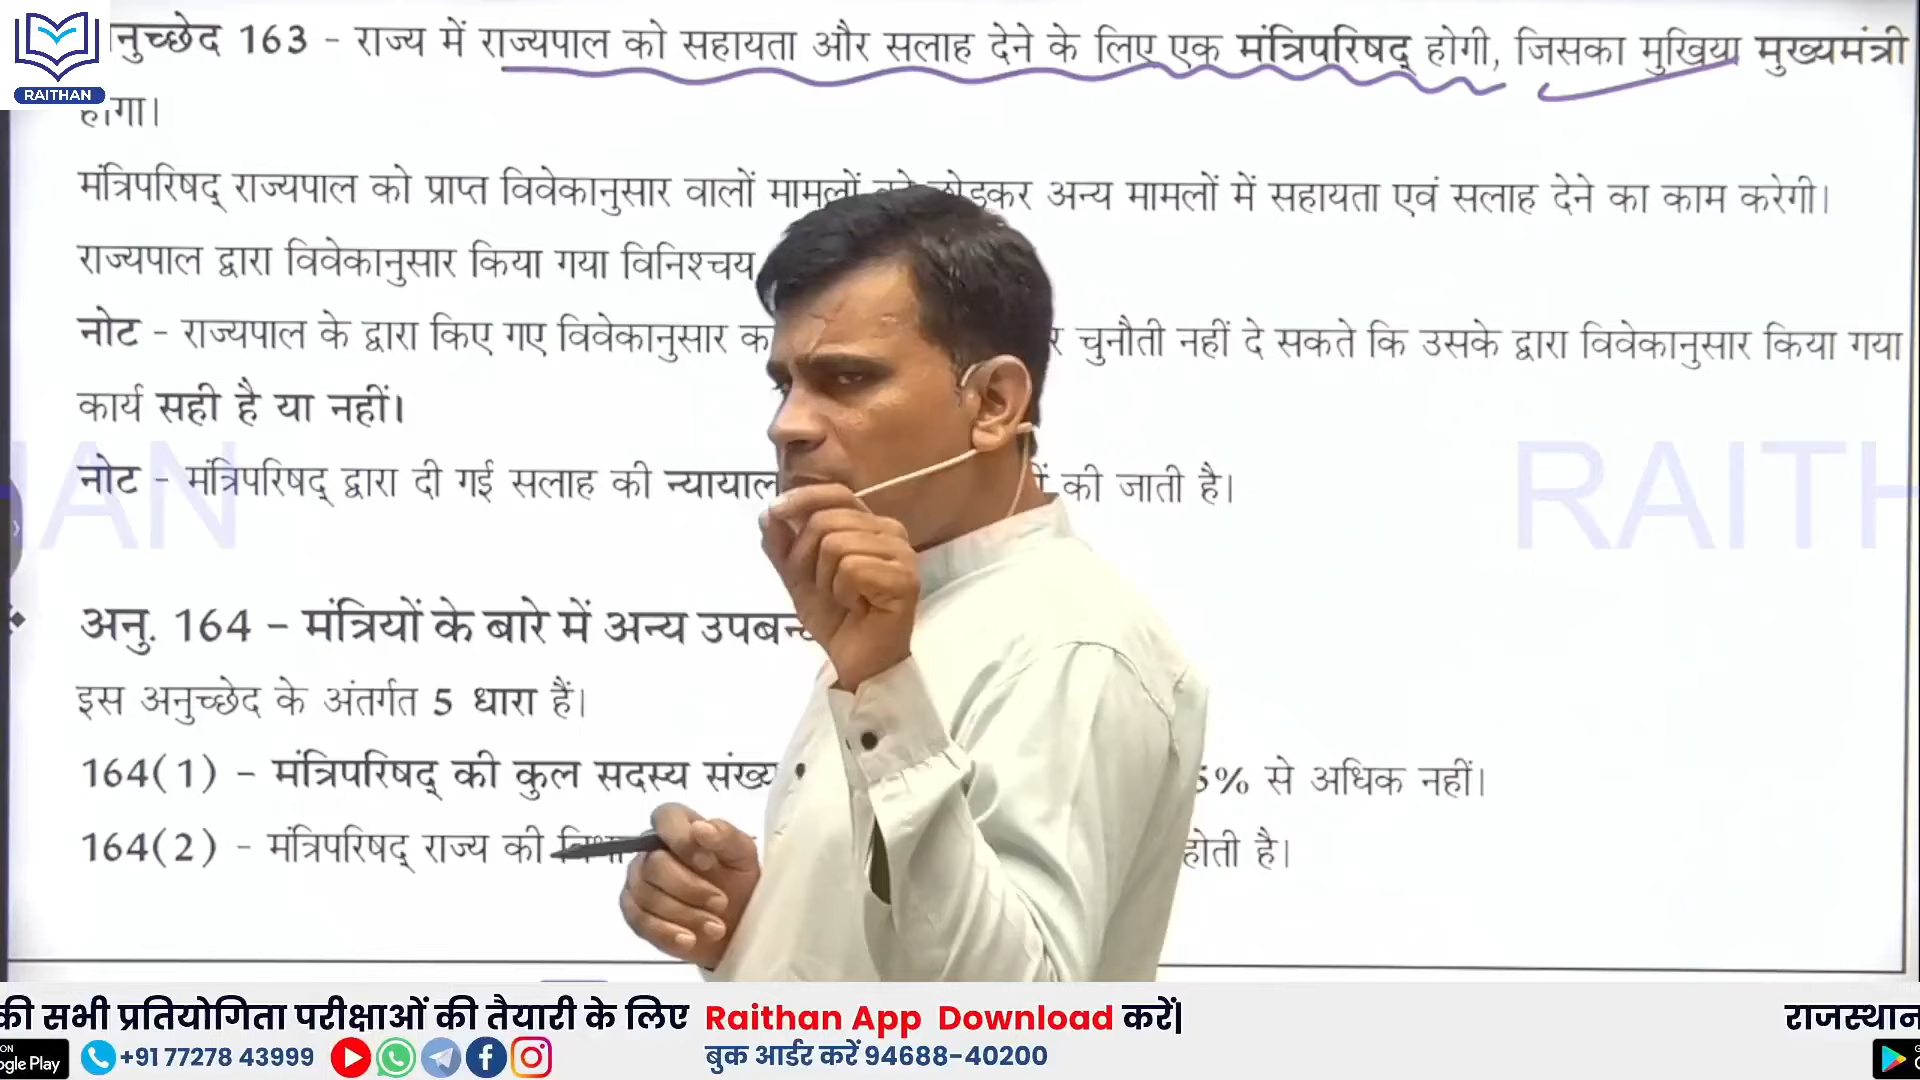 RAITHAN
नुच्छेद 163 - राज्य में राज्यपाल को सहायता और सलाह देने के लिए एक मंत्रिपरिषद् होगी, जिसका मुखिया मुख्यमंत्री
होगा।
मंत्रिपरिषद् राज्यपाल को प्राप्त विवेकानुसार वालों मामलों को छोड़कर अन्य मामलों में सहायता एवं सलाह देने का काम करेगी।
राज्यपाल द्वारा विवेकानुसार किया गया विनिश्चय
नोट - राज्यपाल के द्वारा किए गए विवेकानुसार चुनौती नहीं दे सकते कि उसके द्वारा विवेकानुसार किया गया
कार्य सही है या नहीं।
नोट - मंत्रिपरिषद् द्वारा दी गई सलाह की न्यायाल की जाती है।
HAN RAITH
अनु. 164 - मंत्रियों के बारे में अन्य
इस अनुच्छेद के अंतर्गत 5 धारा हैं।
164(1) - मंत्रिपरिषद् की कुल सदस्य संख्य 5% से अधिक नहीं।
164(2) - मंत्रिपरिषद् राज्य की होती है।
की सभी प्रतियोगिता परीक्षाओं की तैयारी के लिए Raithan App Download करें| राजस्थान
ON
ogle Play +91 77278 43999 बुक आर्डर करें 94688-40200